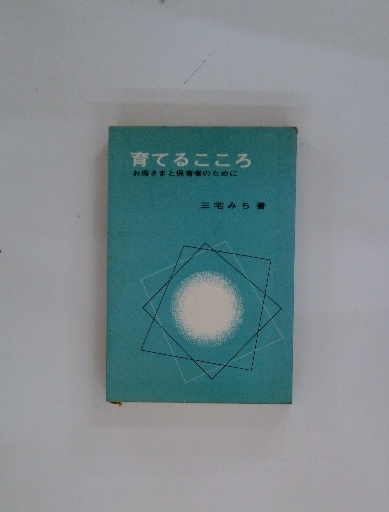 育てるこころ
お母さまと保育者のために
三宅みち著